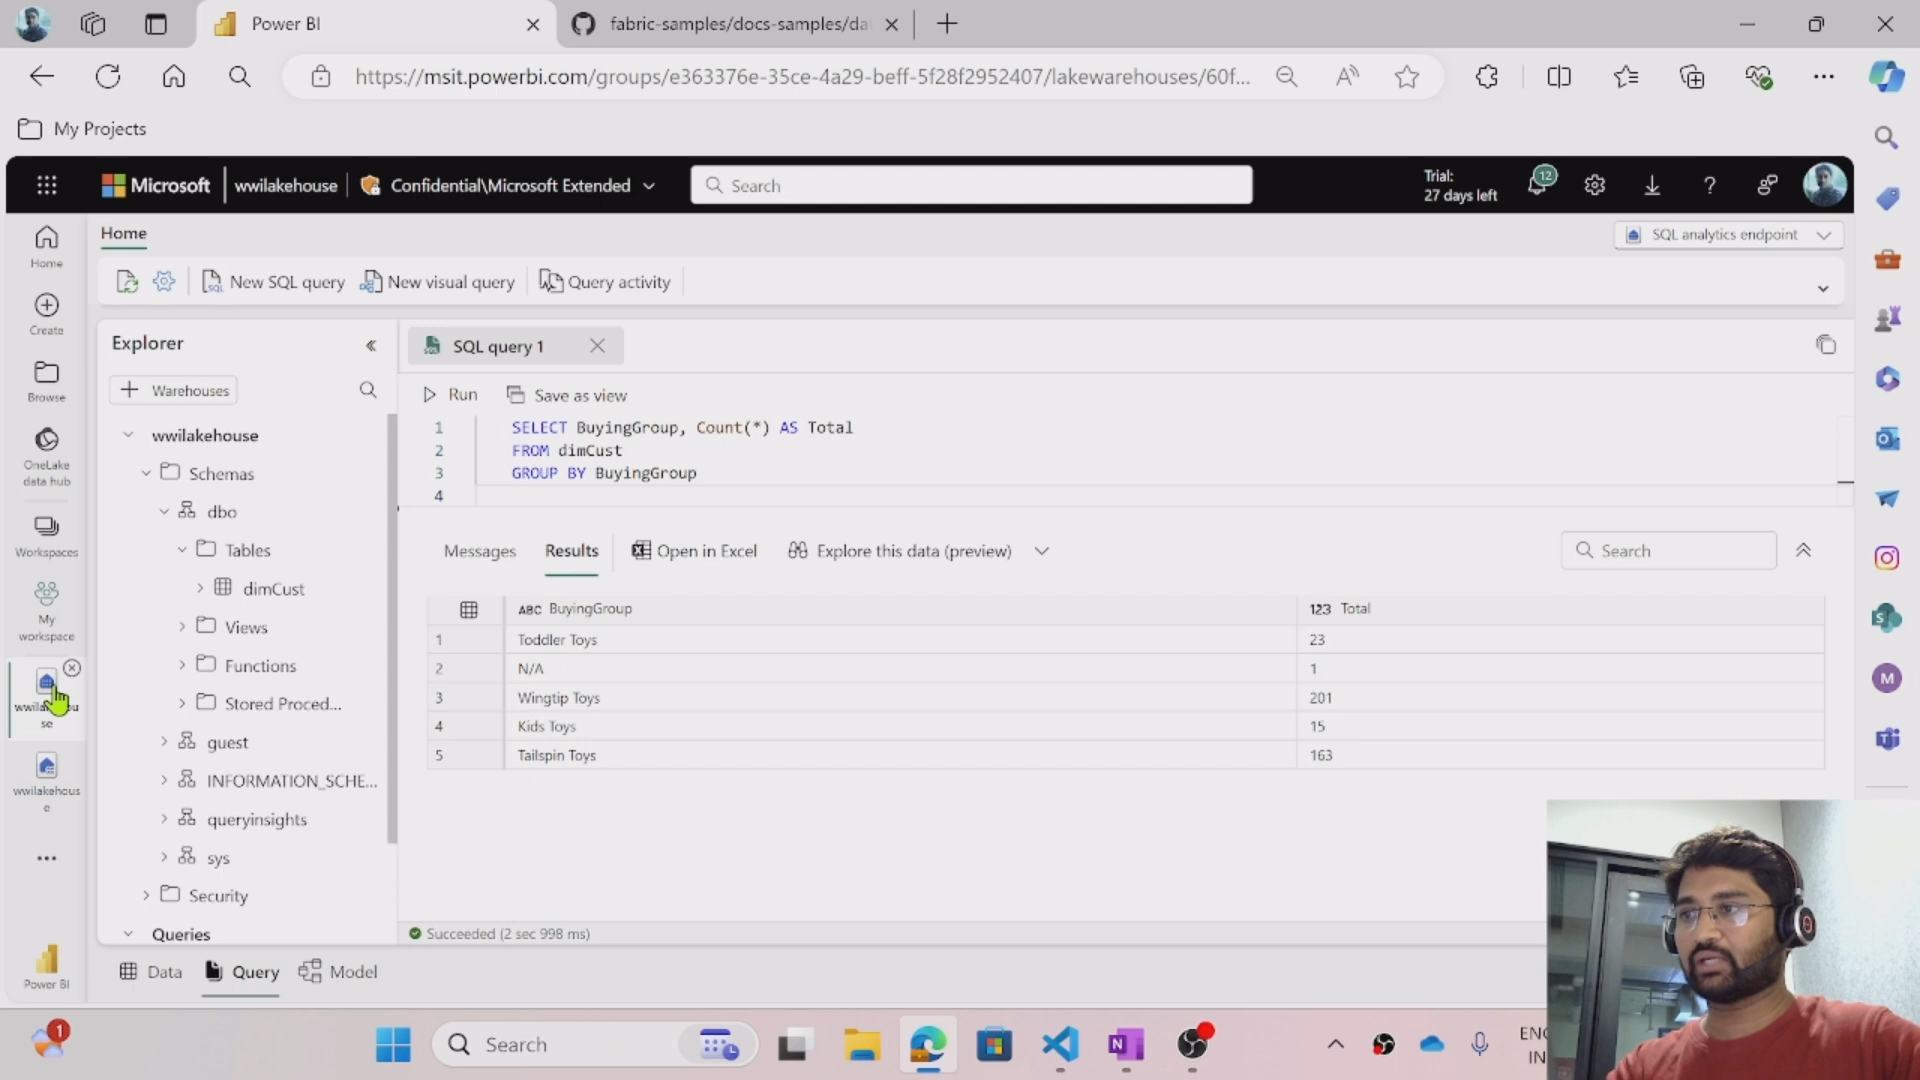 Power BI
fabric-samples/docs-samples/da
https://msit.powerbi.com/groups/e363376e-35ce-4a29-beff-5f28f2952407/lakewarehouses/60f...
My Projects
Microsoft
wwilakehouse
Confidential\Microsoft Extended
Search
Trial:
27 days left
12
Home
SQL analytics endpoint
New SQL query
New visual query
Query activity
Home
Create
Browse
OneLake
data hub
Workspaces
My
workspace
se
wwilakehous
e
Power BI
Explorer
Warehouses
wwilakehouse
Schemas
dbo
Tables
dimCust
Views
Functions
Stored Proced...
guest
INFORMATION_SCHE...
queryinsights
sys
Security
Queries
SQL query 1
Run
Save as view
1 SELECT BuyingGroup, Count(*) AS Total
2 FROM dimCust
3 GROUP BY BuyingGroup
4
Messages
Results
Open in Excel
Explore this data (preview)
Search
ABC BuyingGroup 123 Total
1 Toddler Toys 23
2 N/A 1
3 Wingtip Toys 201
4 Kids Toys 15
5 Tailspin Toys 163
Succeeded (2 sec 998 ms)
Data
Query
Model
M
1
Search
N